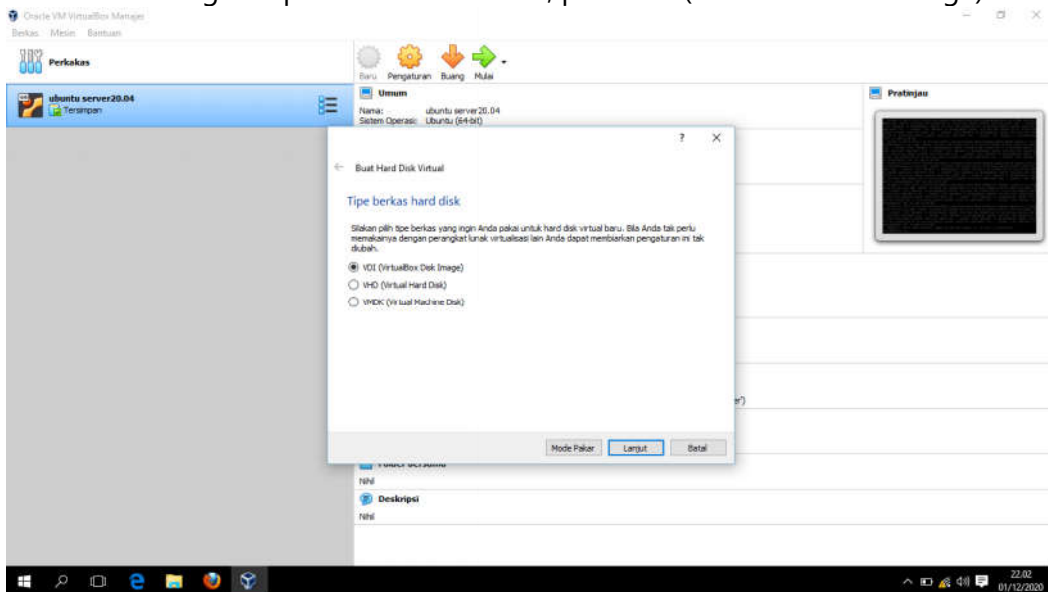 Oracle VM VirtualBox Manager
Berkas Mesin Bantuan
Perkakas
Baru Pengaturan Buang Mulai
ubuntu server20.04
Tersimpan
Umum
Nama: ubuntu server20.04
Sistem Operasi: Ubuntu (64-bit)
Pratinjau
Buat Hard Disk Virtual
Tipe berkas hard disk
Silakan pilih tipe berkas yang ingin Anda pakai untuk hard disk virtual baru. Bila Anda tak perlu
memakainya dengan perangkat lunak virtualisasi lain Anda dapat membiarkan pengaturan ini tak
diubah.
VDI (VirtualBox Disk Image)
VHD (Virtual Hard Disk)
VMDK (Virtual Machine Disk)
Mode Pakar Lanjut Batal
Nihil
Deskripsi
Nihil
22.02
01/12/2020